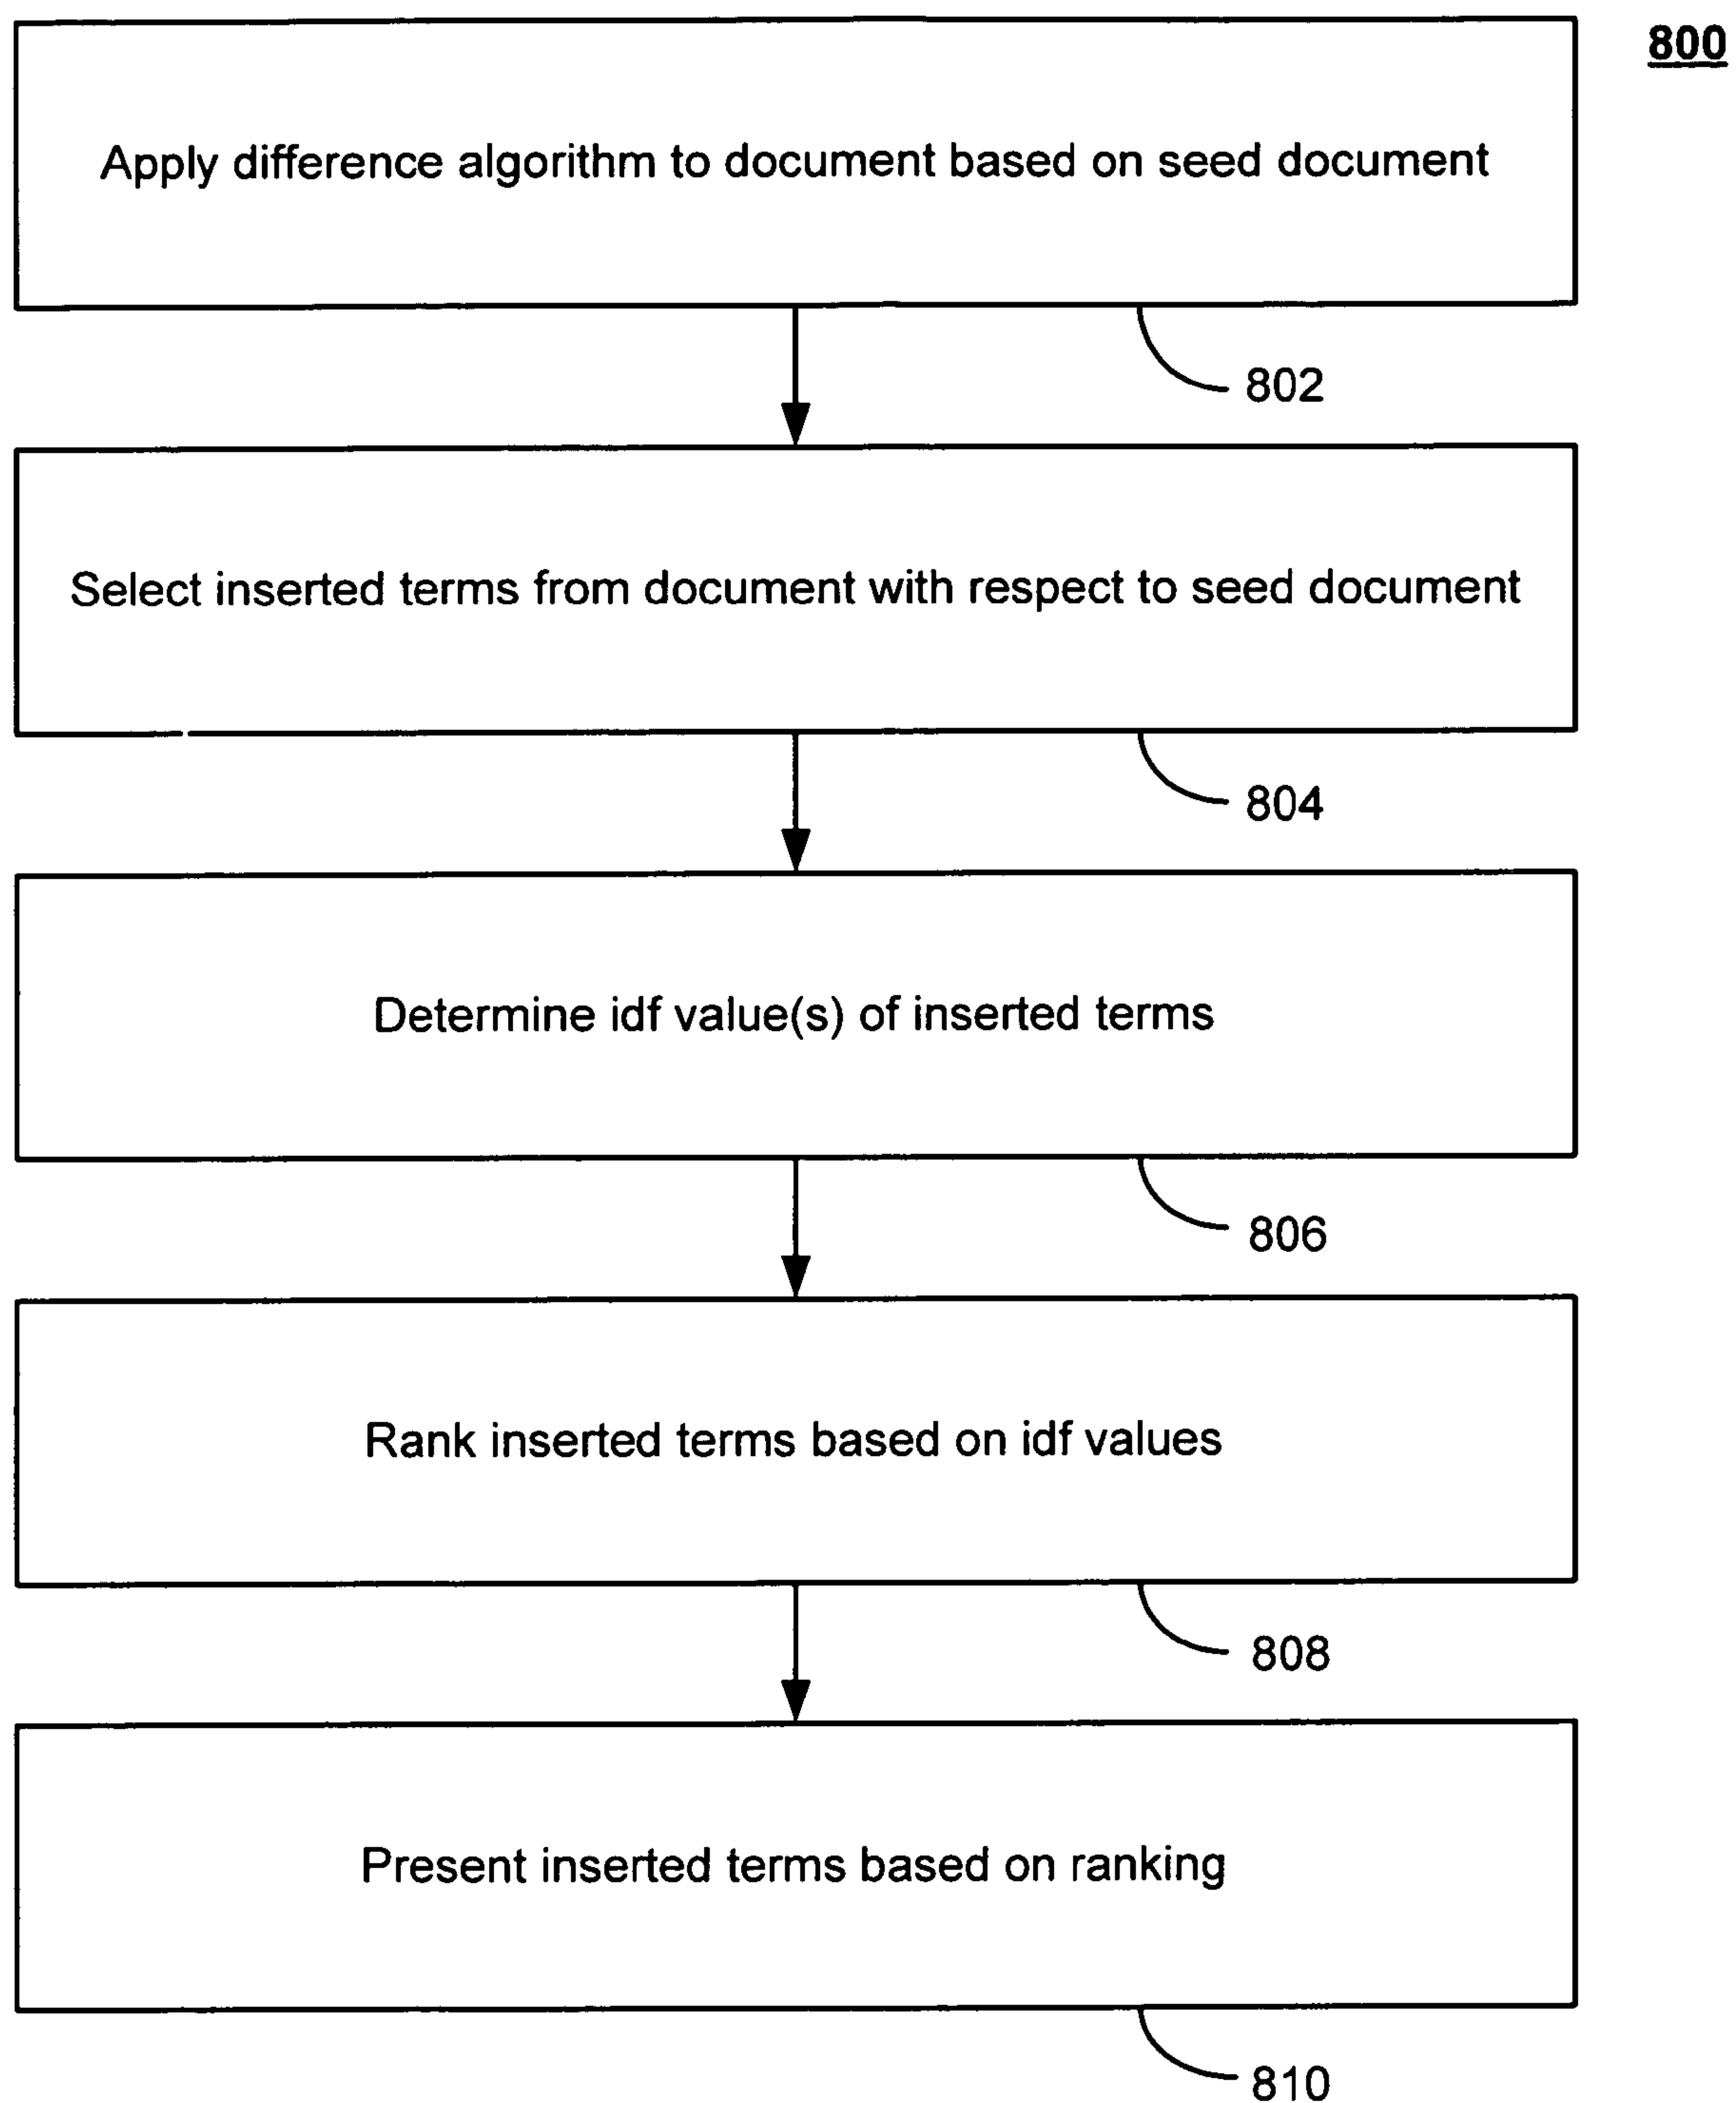 800
Apply difference algorithm to document based on seed document
802
Select inserted terms from document with respect to seed document
804
Determine idf value(s) of inserted terms
806
Rank inserted terms based on idf values
808
Present inserted terms based on ranking
810